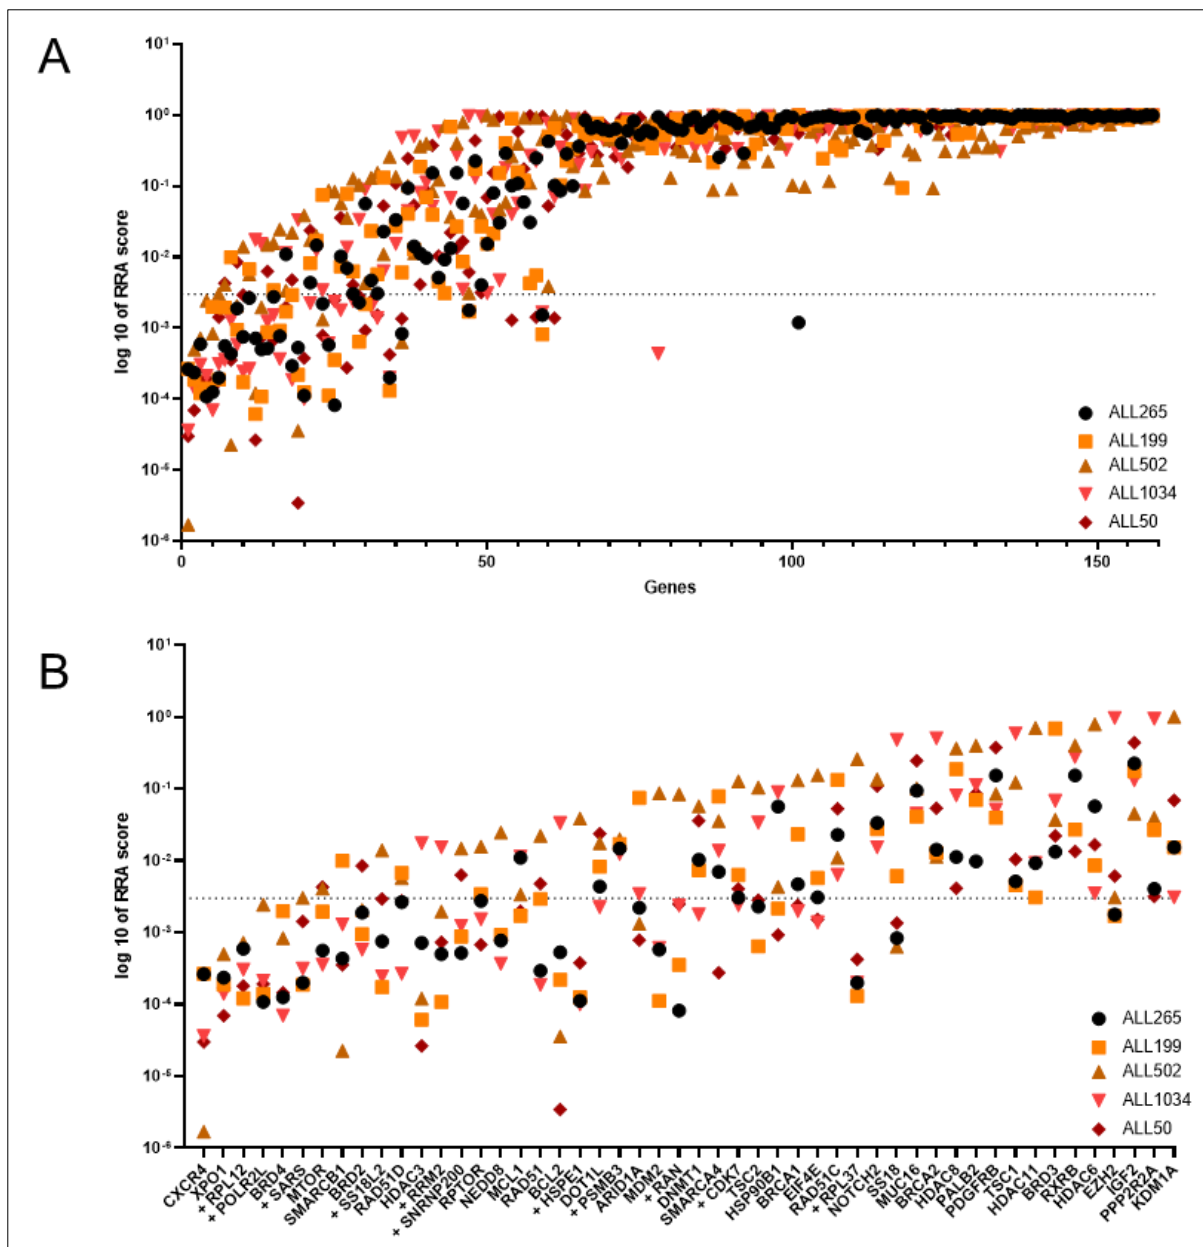 A
10¹
10⁰
10⁻¹
10⁻²
10⁻³
10⁻⁴
10⁻⁵
10⁻⁶
log 10 of RRA score
0
50
100
150
Genes
ALL265
ALL199
ALL502
ALL1034
ALL50
B
10¹
10⁰
10⁻¹
10⁻²
10⁻³
10⁻⁴
10⁻⁵
10⁻⁶
log 10 of RRA score
ALL265
ALL199
ALL502
ALL1034
ALL50
CXCR4
XPO1
+ RPL12
+ POLR2L
BRD4
+ SARS
MTOR
SMARCB1
BRD2
+ SS18L2
RAD51D
HDAC3
+ RRM2
+ SNRNP200
RPTOR
NEDD8
MCL1
RAD51
BCL2
+ HSPE1
DOT1L
+ PSMB3
ARID1A
MDM2
+ RAN
DNMT1
SMARCA4
+ CDK7
TSC2
HSP90B1
BRCA1
EIF4E
RAD51C
+ RPL37
NOTCH2
SS18
MUC16
BRCA2
HDAC8
PALB2
PDGFRB
TSC1
HDAC11
BRD3
RXRB
HDAC6
EZH2
IGF2
PPP2R2A
KDM1A